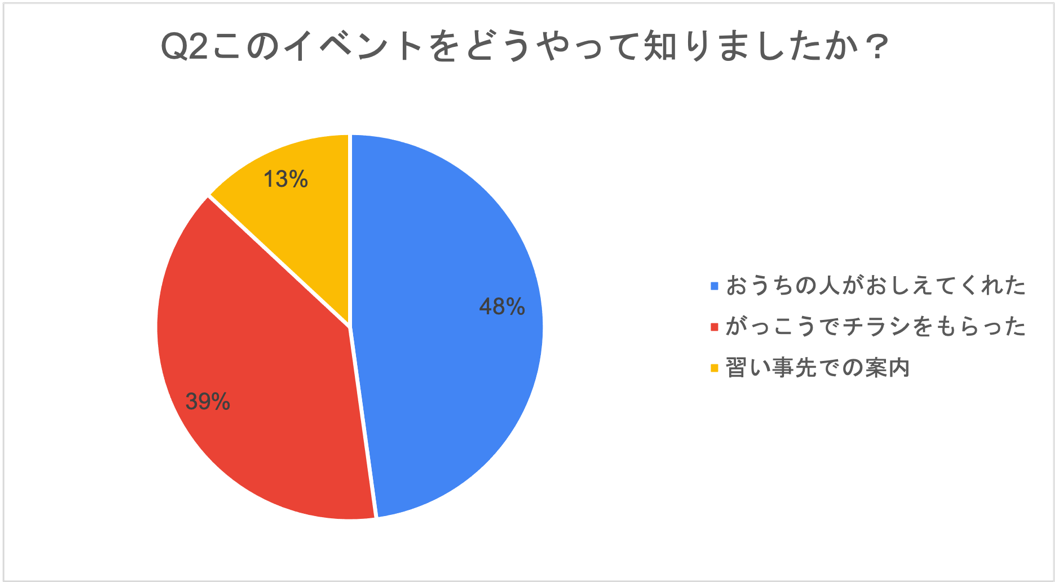 Q2このイベントをどうやって知りましたか？
13%
48%
39%
おうちの人がおしえてくれた
がっこうでチラシをもらった
習い事先での案内